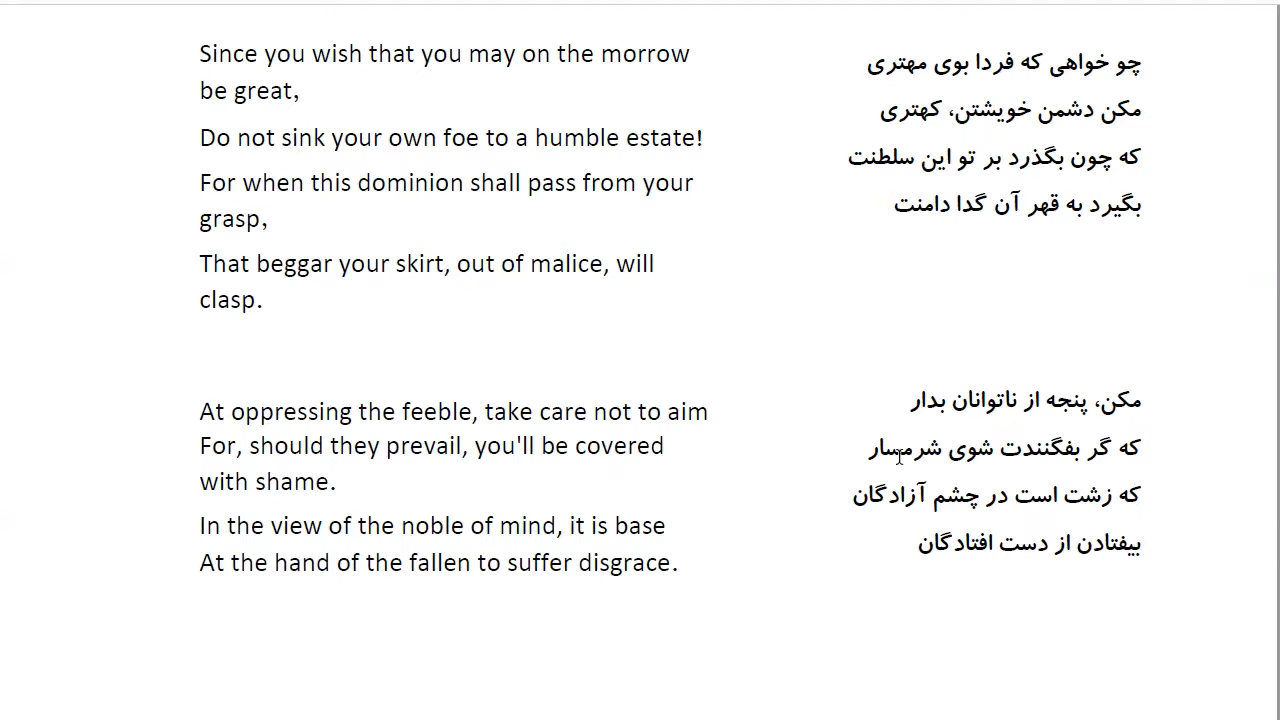 Since you wish that you may on the morrow
be great,
Do not sink your own foe to a humble estate!
For when this dominion shall pass from your
grasp,
That beggar your skirt, out of malice, will
clasp.
At oppressing the feeble, take care not to aim
For, should they prevail, you'll be covered
with shame.
In the view of the noble of mind, it is base
At the hand of the fallen to suffer disgrace.
چو خواهی که فردا بوی مهتری
مکن دشمن خویشتن، کهتری
که چون بگذرد بر تو این سلطنت
بگیرد به قهر آن گدا دامنت
مکن، پنجه از ناتوانان بدار
که گر بفگنندت شوی شرمسار
که زشت است در چشم آزادگان
بیفتادن از دست افتادگان